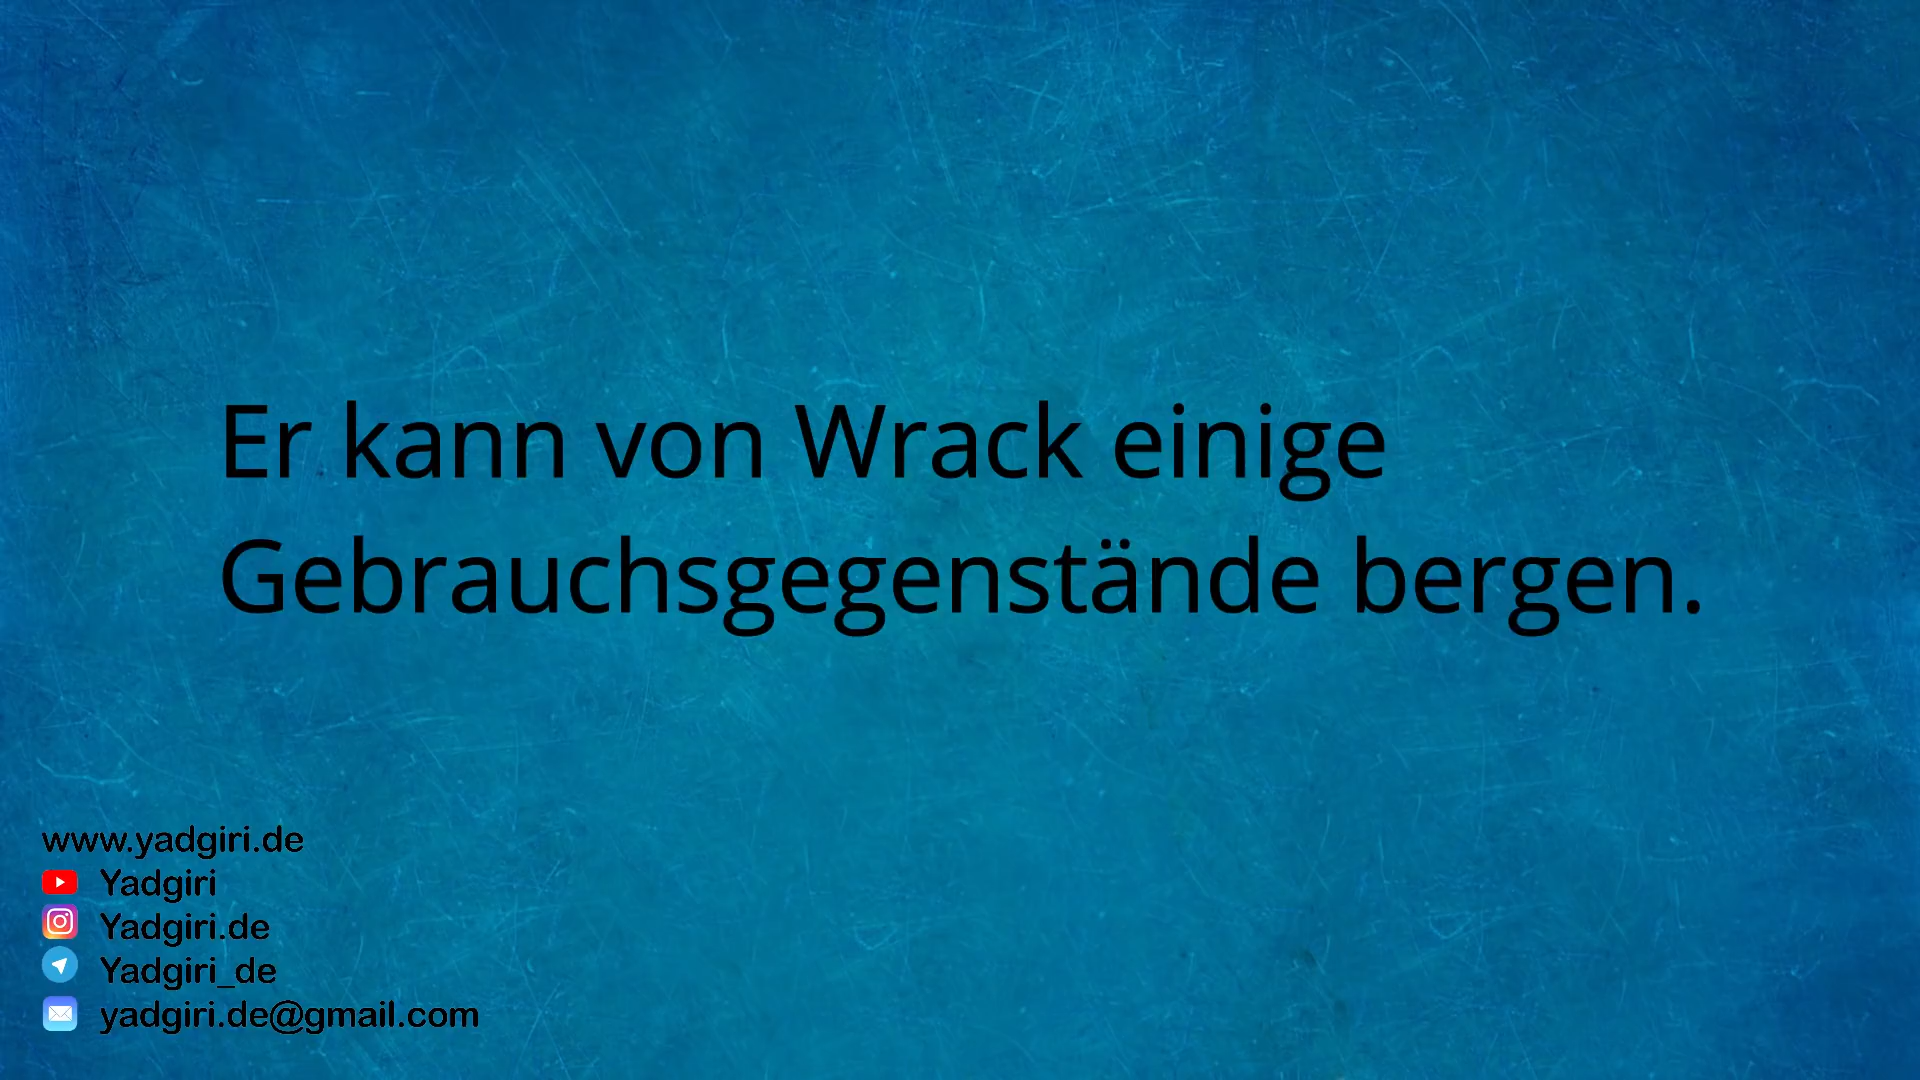 Er kann von Wrack einige
Gebrauchsgegenstände bergen.
www.yadgiri.de
Yadgiri
Yadgiri.de
Yadgiri_de
yadgiri.de@gmail.com